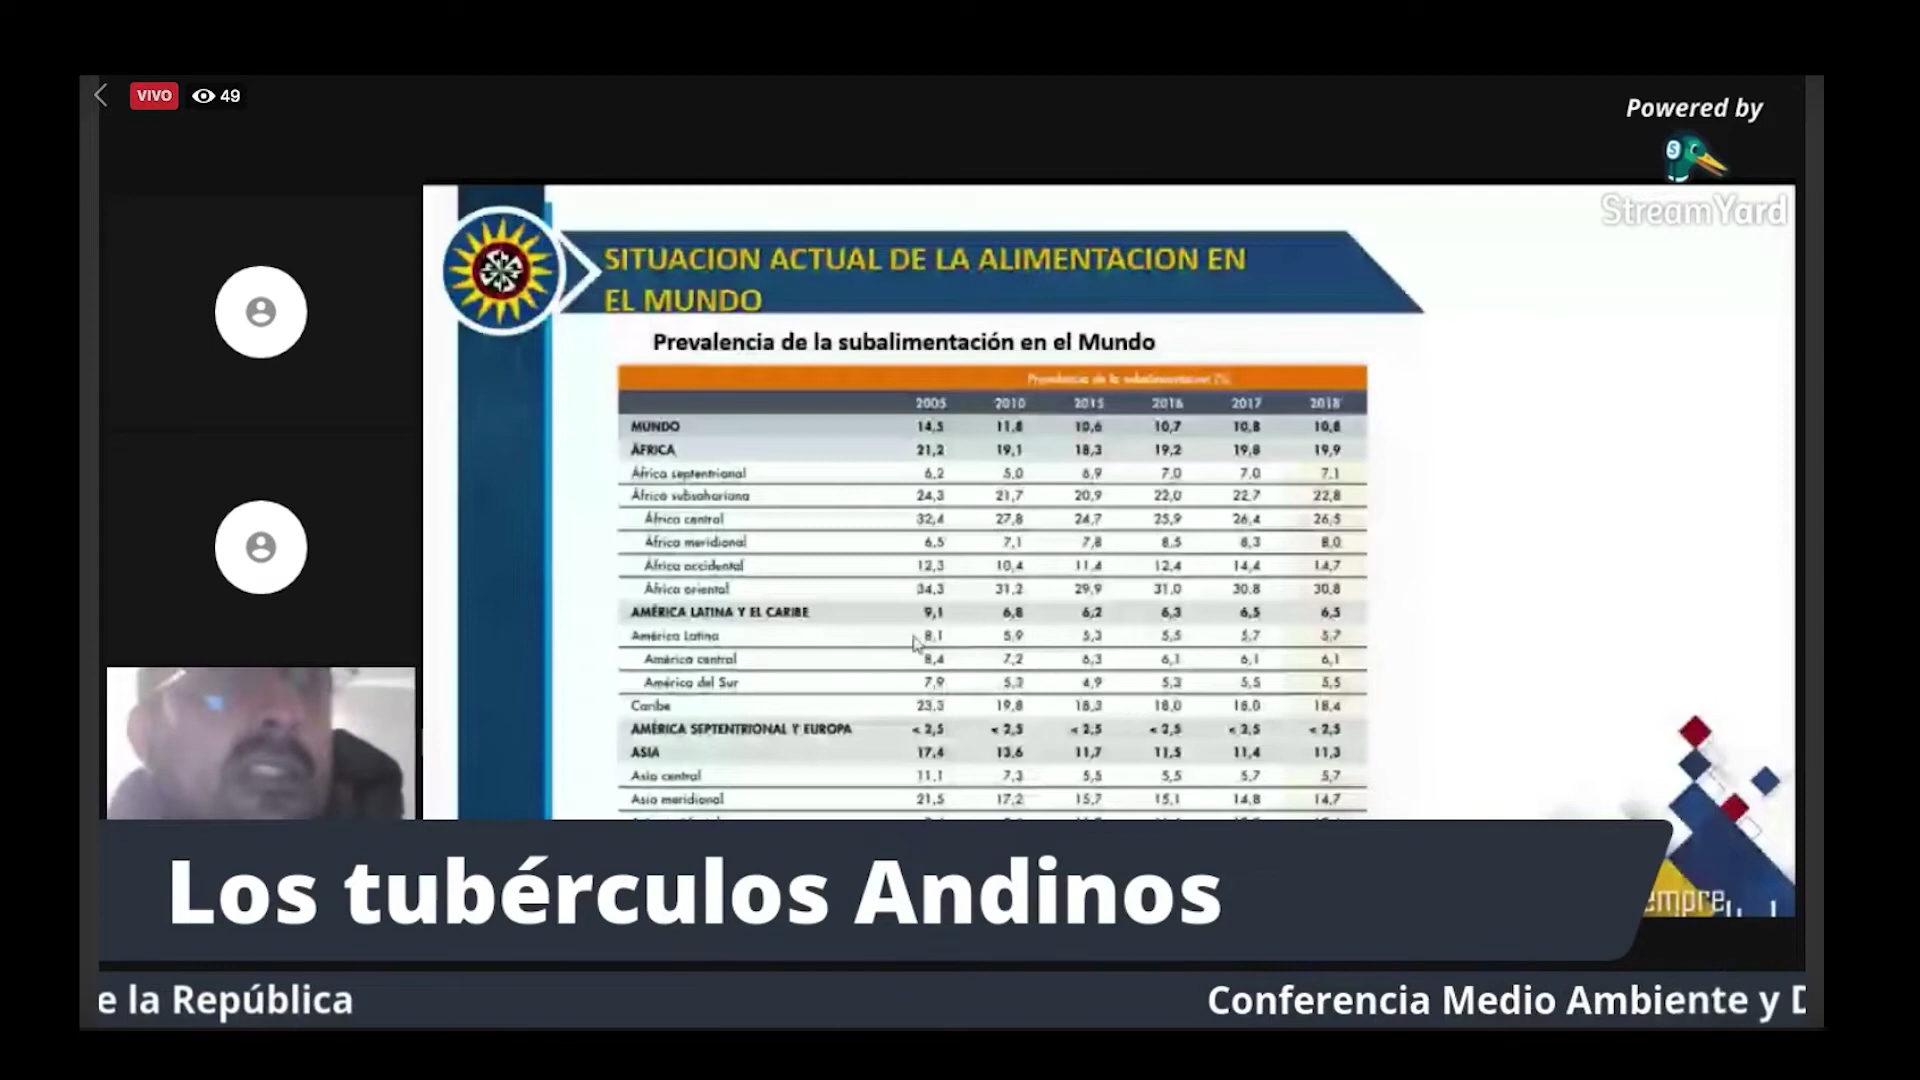 VIVO 49
Powered by
StreamYard
SITUACION ACTUAL DE LA ALIMENTACION EN
EL MUNDO
Prevalencia de la subalimentación en el Mundo
Prevalencia de la subalimentación (%)
2005 2010 2015 2016 2017 2018
MUNDO 14,5 11,8 10,6 10,7 10,8 10,8
ÁFRICA 21,2 19,1 18,3 19,2 19,8 19,9
África septentrional 6,2 5,0 6,9 7,0 7,0 7,1
África subsahariana 24,3 21,7 20,9 22,0 22,7 22,8
África central 32,4 27,8 24,7 25,9 26,4 26,5
África meridional 6,5 7,1 7,8 8,5 8,3 8,0
África occidental 12,3 10,4 11,4 12,4 14,4 14,7
África oriental 34,3 31,2 29,9 31,0 30,8 30,8
AMÉRICA LATINA Y EL CARIBE 9,1 6,8 6,2 6,3 6,5 6,5
América Latina 8,1 5,9 5,3 5,5 5,7 5,7
América central 8,4 7,2 6,3 6,1 6,1 6,1
América del Sur 7,9 5,3 4,9 5,3 5,5 5,5
Caribe 23,3 19,8 18,3 18,0 18,0 18,4
AMÉRICA SEPTENTRIONAL Y EUROPA < 2,5 < 2,5 < 2,5 < 2,5 < 2,5 < 2,5
ASIA 17,4 13,6 11,7 11,5 11,4 11,3
Asia central 11,1 7,3 5,5 5,5 5,7 5,7
Asia meridional 21,5 17,2 15,7 15,1 14,8 14,7
empre
Los tubérculos Andinos
e la República Conferencia Medio Ambiente y D